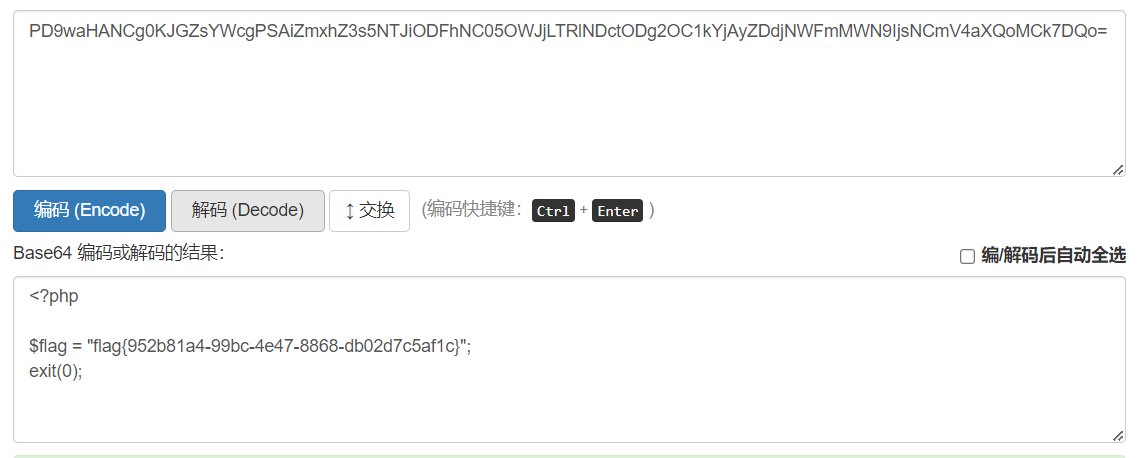 PD9waHANCg0KJGZsYWcgPSAiZmxhZ3s5NTJiODFhNC05OWJjLTRlNDctODg2OC1kYjAyZDdjNWFmMWN9IjsNCmV4aXQoMCk7DQo=
编码 (Encode) 解码 (Decode) ↕ 交换 (编码快捷键: Ctrl + Enter )
Base64 编码或解码的结果: 编/解码后自动全选
<?php
$flag = "flag{952b81a4-99bc-4e47-8868-db02d7c5af1c}";
exit(0);